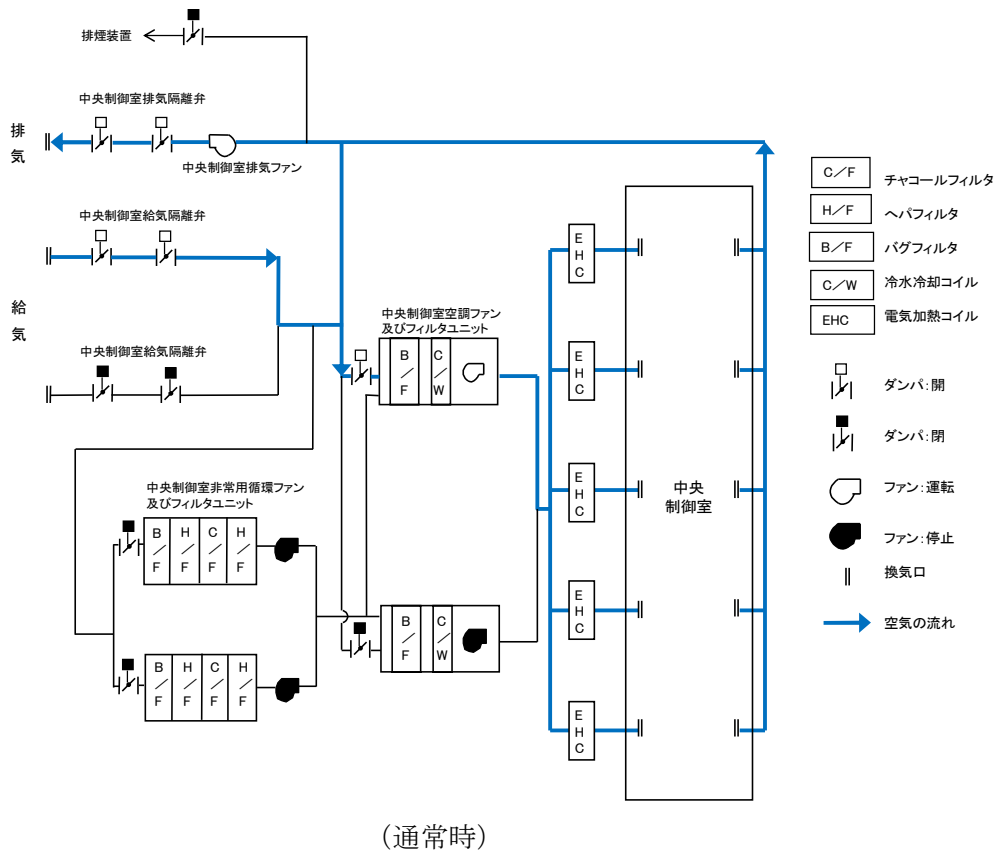 排煙装置
中央制御室排気隔離弁
排
気
中央制御室排気ファン
中央制御室給気隔離弁
給
気
中央制御室給気隔離弁
中央制御室空調ファン
及びフィルタユニット
B/F
C/W
中央制御室非常用循環ファン
及びフィルタユニット
B/F
H/F
C/F
H/F
B/F
H/F
C/F
H/F
B/F
C/W
EHC
EHC
EHC
EHC
EHC
中央
制御室
C/F チャコールフィルタ
H/F ヘパフィルタ
B/F バグフィルタ
C/W 冷水冷却コイル
EHC 電気加熱コイル
ダンパ:開
ダンパ:閉
ファン:運転
ファン:停止
換気口
空気の流れ
(通常時)